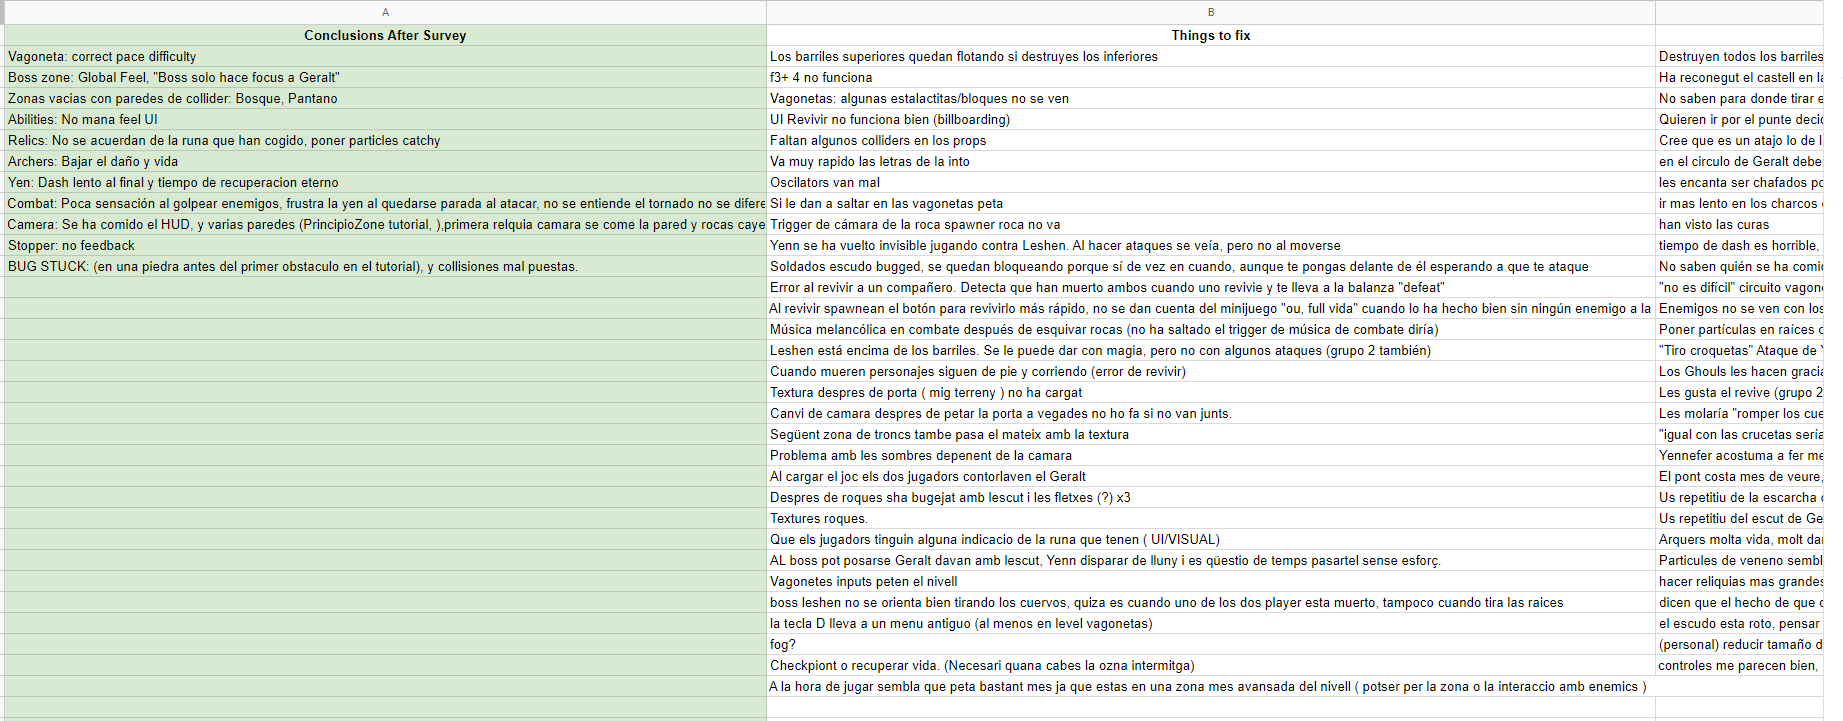 A
B
Conclusions After Survey
Things to fix
Vagoneta: correct pace difficulty
Los barriles superiores quedan flotando si destruyes los inferiores
Destruyen todos los barriles
Boss zone: Global Feel, "Boss solo hace focus a Geralt"
f3+ 4 no funciona
Ha reconegut el castell en la
Zonas vacias con paredes de collider: Bosque, Pantano
Vagonetas: algunas estalactitas/bloques no se ven
No saben para donde tirar e
Abilities: No mana feel UI
UI Revivir no funciona bien (billboarding)
Quieren ir por el punte decid
Relics: No se acuerdan de la runa que han cogido, poner particles catchy
Faltan algunos colliders en los props
Cree que es un atajo lo de l
Archers: Bajar el daño y vida
Va muy rapido las letras de la into
en el circulo de Geralt debe
Yen: Dash lento al final y tiempo de recuperacion eterno
Oscilators van mal
les encanta ser chafados po
Combat: Poca sensación al golpear enemigos, frustra la yen al quedarse parada al atacar, no se entiende el tornado no se difere
Si le dan a saltar en las vagonetas peta
ir mas lento en los charcos
Camera: Se ha comido el HUD, y varias paredes (PrincipioZone tutorial, ),primera relquia camara se come la pared y rocas caye
Trigger de cámara de la roca spawner roca no va
han visto las curas
Stopper: no feedback
Yenn se ha vuelto invisible jugando contra Leshen. Al hacer ataques se veía, pero no al moverse
tiempo de dash es horrible,
BUG STUCK: (en una piedra antes del primer obstaculo en el tutorial), y collisiones mal puestas.
Soldados escudo bugged, se quedan bloqueando porque sí de vez en cuando, aunque te pongas delante de él esperando a que te ataque
No saben quién se ha comi
Error al revivir a un compañero. Detecta que han muerto ambos cuando uno revivie y te lleva a la balanza "defeat"
"no es difícil" circuito vagon
Al revivir spawnean el botón para revivirlo más rápido, no se dan cuenta del minijuego "ou, full vida" cuando lo ha hecho bien sin ningún enemigo a la
Enemigos no se ven con los
Música melancólica en combate después de esquivar rocas (no ha saltado el trigger de música de combate diría)
Poner partículas en raíces
Leshen está encima de los barriles. Se le puede dar con magia, pero no con algunos ataques (grupo 2 también)
"Tiro croquetas" Ataque de
Cuando mueren personajes siguen de pie y corriendo (error de revivir)
Los Ghouls les hacen gracia
Textura despres de porta ( mig terreny ) no ha cargat
Les gusta el revive (grupo 2
Canvi de camara despres de petar la porta a vegades no ho fa si no van junts.
Les molaría "romper los cue
Següent zona de troncs tambe pasa el mateix amb la textura
"igual con las crucetas sería
Problema amb les sombres depenent de la camara
Yennefer acostuma a fer me
Al cargar el joc els dos jugadors contorlaven el Geralt
El pont costa mes de veure,
Despres de roques sha bugejat amb lescut i les fletxes (?) x3
Us repetitiu de la escarcha
Textures roques.
Us repetitiu del escut de Ge
Que els jugadors tinguin alguna indicacio de la runa que tenen ( UI/VISUAL)
Arquers molta vida, molt da
AL boss pot posarse Geralt davan amb lescut, Yenn disparar de lluny i es qüestio de temps pasartel sense esforç.
Particules de veneno sembl
Vagonetes inputs peten el nivell
hacer reliquias mas grandes
boss leshen no se orienta bien tirando los cuervos, quiza es cuando uno de los dos player esta muerto, tampoco cuando tira las raices
dicen que el hecho de que
la tecla D lleva a un menu antiguo (al menos en level vagonetas)
el escudo esta roto, pensar
fog?
(personal) reducir tamaño d
Checkpiont o recuperar vida. (Necesari quana cabes la ozna intermitga)
controles me parecen bien,
A la hora de jugar sembla que peta bastant mes ja que estas en una zona mes avansada del nivell ( potser per la zona o la interaccio amb enemics )